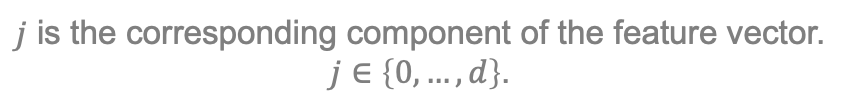 j is the corresponding component of the feature vector.
j ∈ {0, ... , d}.